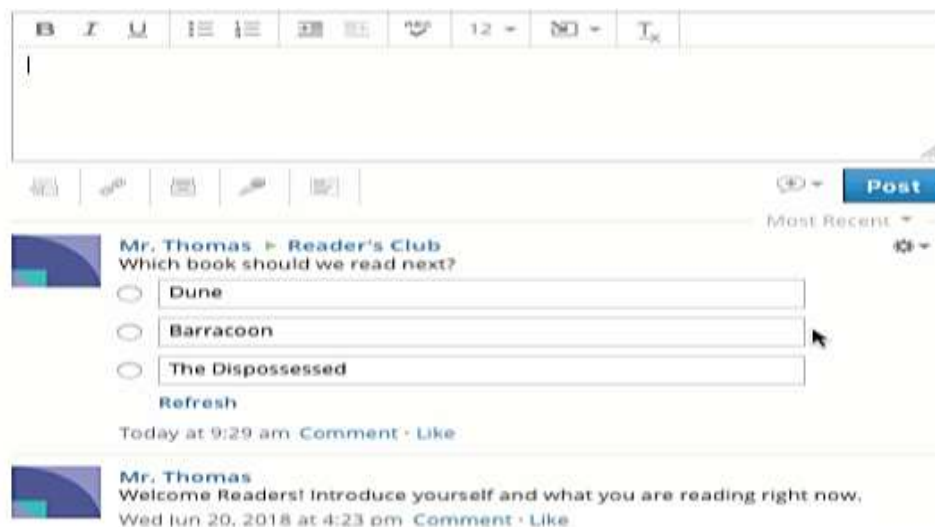 B I U ABC 12 Tx
Post
Most Recent
Mr. Thomas ▸ Reader's Club
Which book should we read next?
Dune
Barracoon
The Dispossessed
Refresh
Today at 9:29 am Comment · Like
Mr. Thomas
Welcome Readers! Introduce yourself and what you are reading right now.
Wed Jun 20, 2018 at 4:23 pm Comment · Like